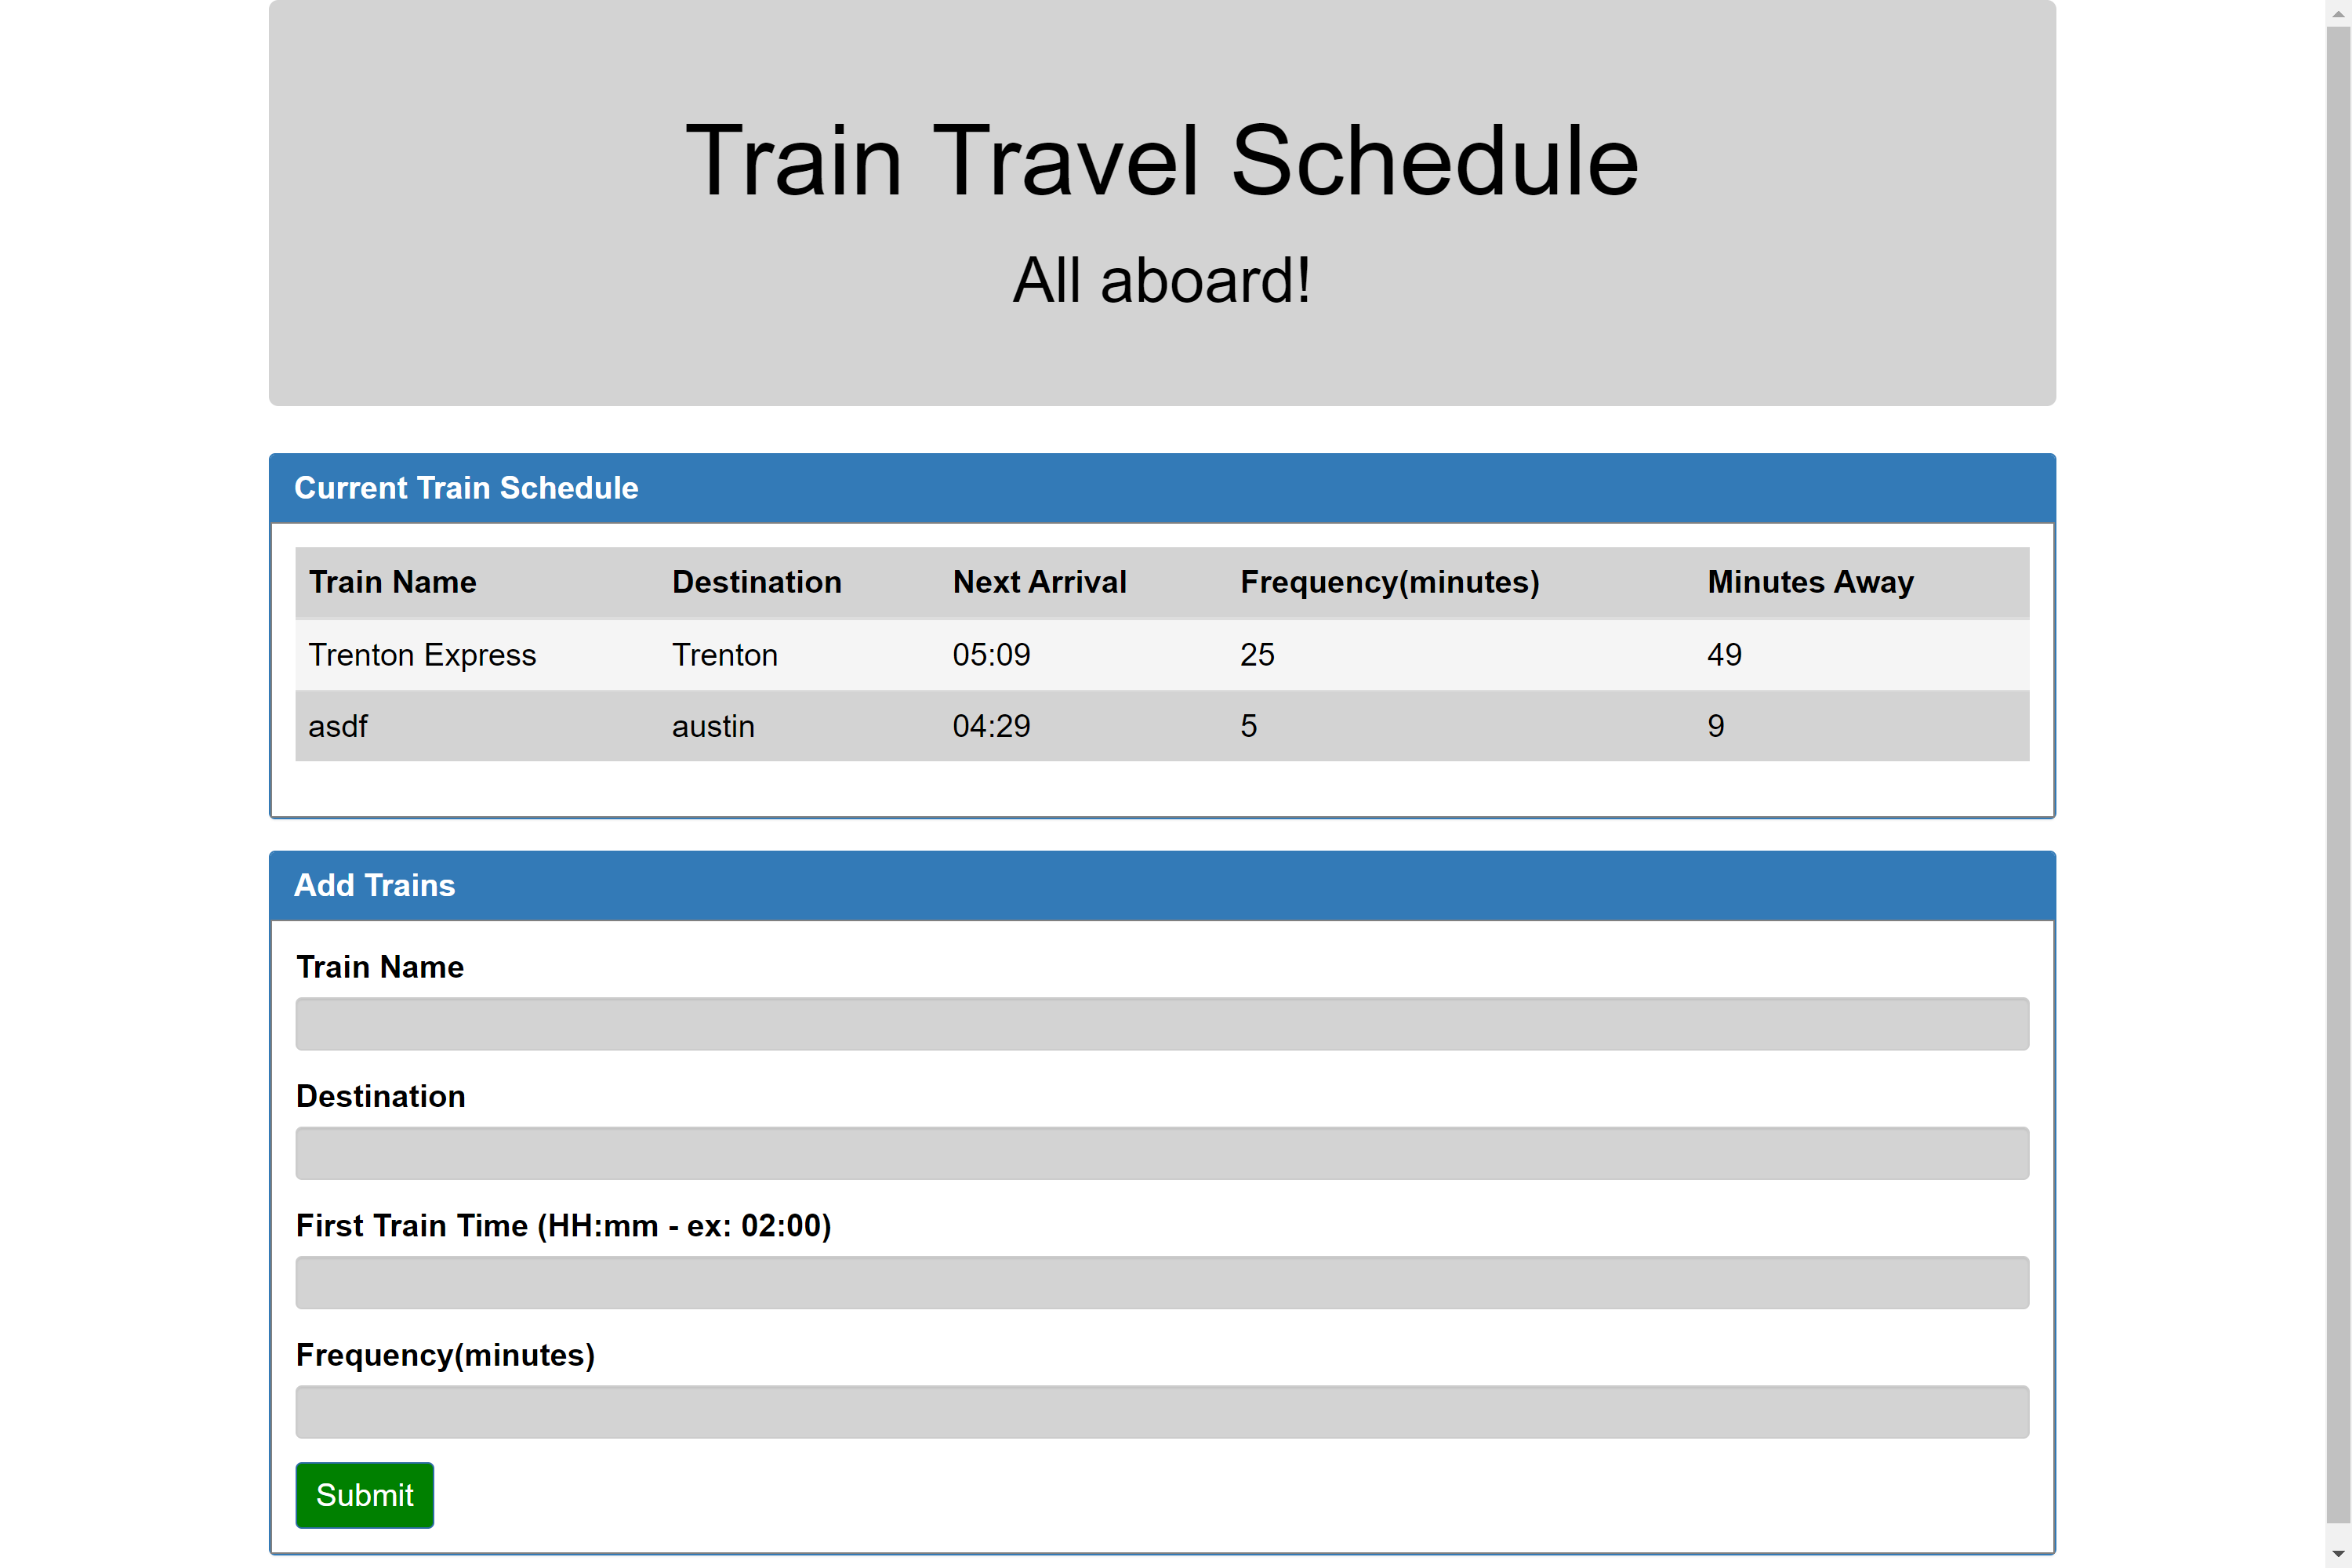 Train Travel Schedule
All aboard!
Current Train Schedule
Train Name Destination Next Arrival Frequency(minutes) Minutes Away
Trenton Express Trenton 05:09 25 49
asdf austin 04:29 5 9
Add Trains
Train Name
Destination
First Train Time (HH:mm - ex: 02:00)
Frequency(minutes)
Submit